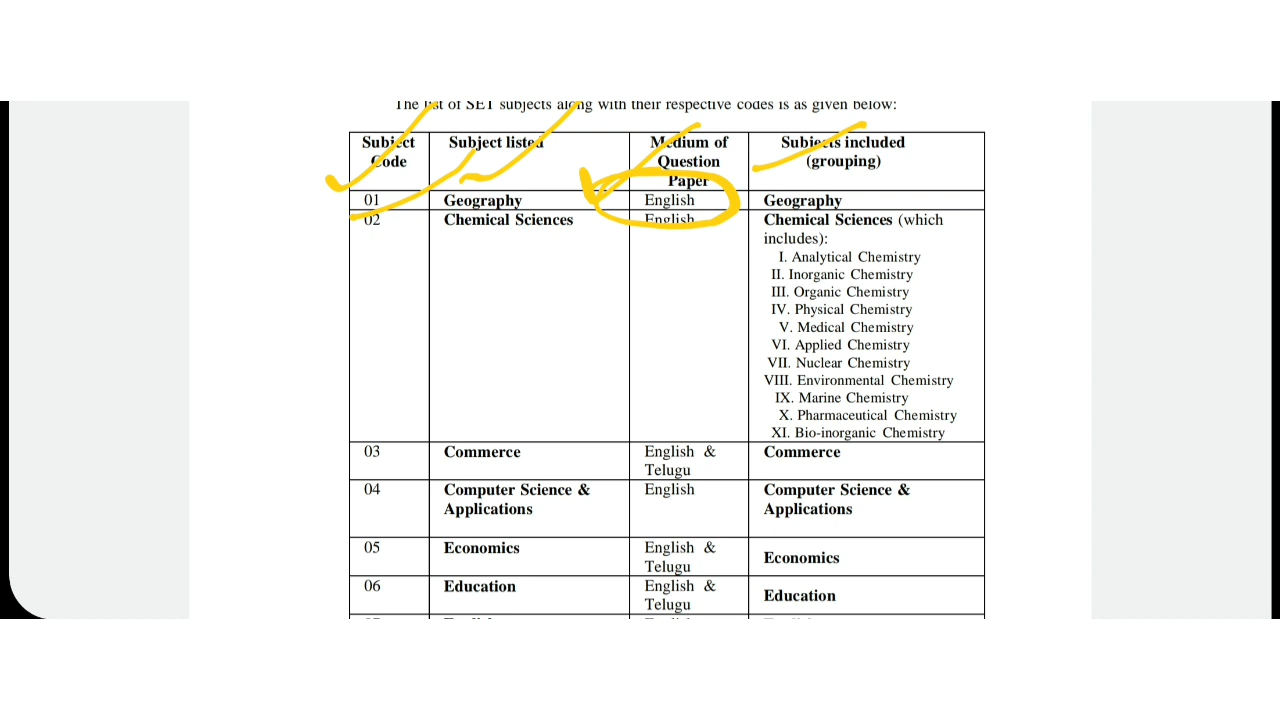 The list of SET subjects along with their respective codes is as given below:
Subject Code
Subject listed
Medium of Question Paper
Subjects included (grouping)
01
Geography
English
Geography
02
Chemical Sciences
English
Chemical Sciences (which includes):
I. Analytical Chemistry
II. Inorganic Chemistry
III. Organic Chemistry
IV. Physical Chemistry
V. Medical Chemistry
VI. Applied Chemistry
VII. Nuclear Chemistry
VIII. Environmental Chemistry
IX. Marine Chemistry
X. Pharmaceutical Chemistry
XI. Bio-inorganic Chemistry
03
Commerce
English & Telugu
Commerce
04
Computer Science & Applications
English
Computer Science & Applications
05
Economics
English & Telugu
Economics
06
Education
English & Telugu
Education